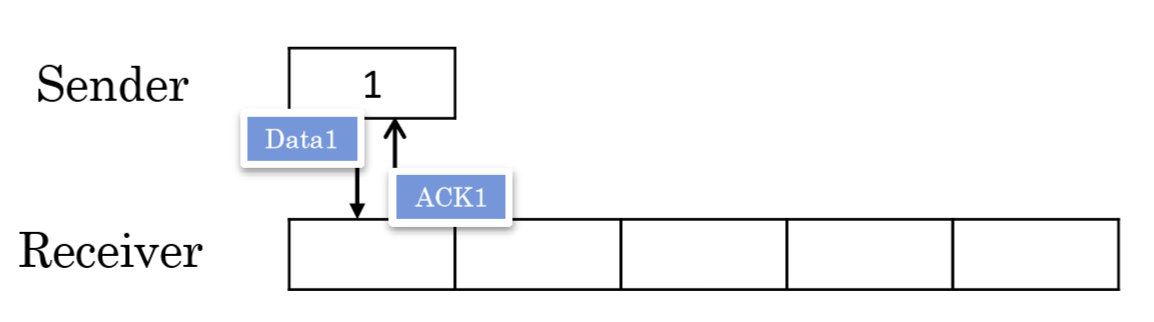 Sender
1
Data1
ACK1
Receiver